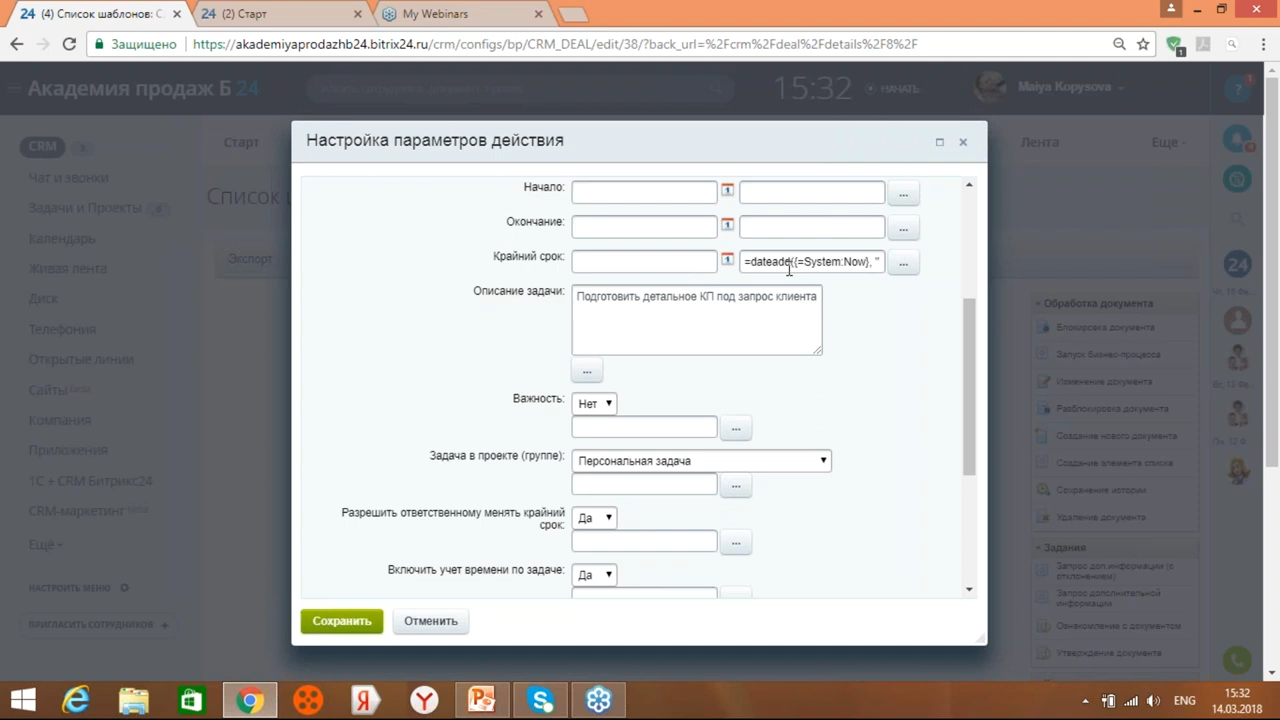 24 (4) Список шаблонов: С
24 (2) Старт
My Webinars
Защищено
https://akademiyaprodazhb24.bitrix24.ru/crm/configs/bp/CRM_DEAL/edit/38/?back_url=%2Fcrm%2Fdeal%2Fdetails%2F8%2F
Академия продаж Б 24
15:32
НАЧАТЬ
Maiya Kopysova
CRM
Старт
Лента
Еще
Чат и звонки
Задачи и Проекты
Список
Календарь
Экспорт
Живая лента
Диск
Телефония
Открытые линии
Сайты beta
Компания
Приложения
1С + CRM Битрикс24
CRM-маркетинг beta
Ещё
НАСТРОИТЬ МЕНЮ
ПРИГЛАСИТЬ СОТРУДНИКОВ +
Настройка параметров действия
Начало:
...
Окончание:
...
Крайний срок:
=dateadd({=System:Now}, "
...
Описание задачи:
Подготовить детальное КП под запрос клиента
...
Важность:
Нет
...
Задача в проекте (группе):
Персональная задача
...
Разрешить ответственному менять крайний
срок:
Да
...
Включить учет времени по задаче:
Да
Сохранить
Отменить
24
Обработка документа
Блокировка документа
Запуск бизнес-процесса
Изменение документа
Разблокировка документа
Создание нового документа
Создание элемента списка
Сохранение истории
Удаление документа
Задания
Запрос доп.информации (с
отклонением)
Запрос дополнительной
информации
Ознакомление с документом
Утверждение документа
ENG
15:32
14.03.2018